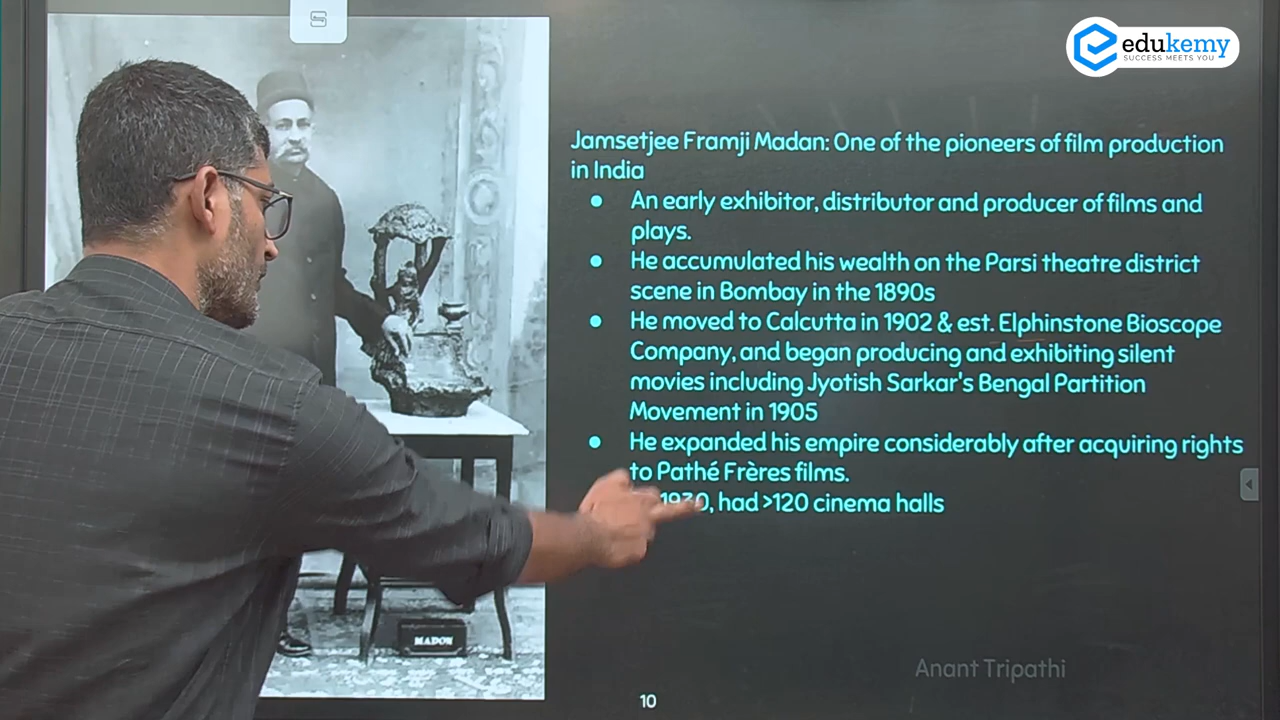 edukemy
SUCCESS MEETS YOU
Jamsetjee Framji Madan: One of the pioneers of film production
in India
● An early exhibitor, distributor and producer of films and
plays.
● He accumulated his wealth on the Parsi theatre district
scene in Bombay in the 1890s
● He moved to Calcutta in 1902 & est. Elphinstone Bioscope
Company, and began producing and exhibiting silent
movies including Jyotish Sarkar's Bengal Partition
Movement in 1905
● He expanded his empire considerably after acquiring rights
to Pathé Frères films.
1930, had >120 cinema halls
MADON
Anant Tripathi
10